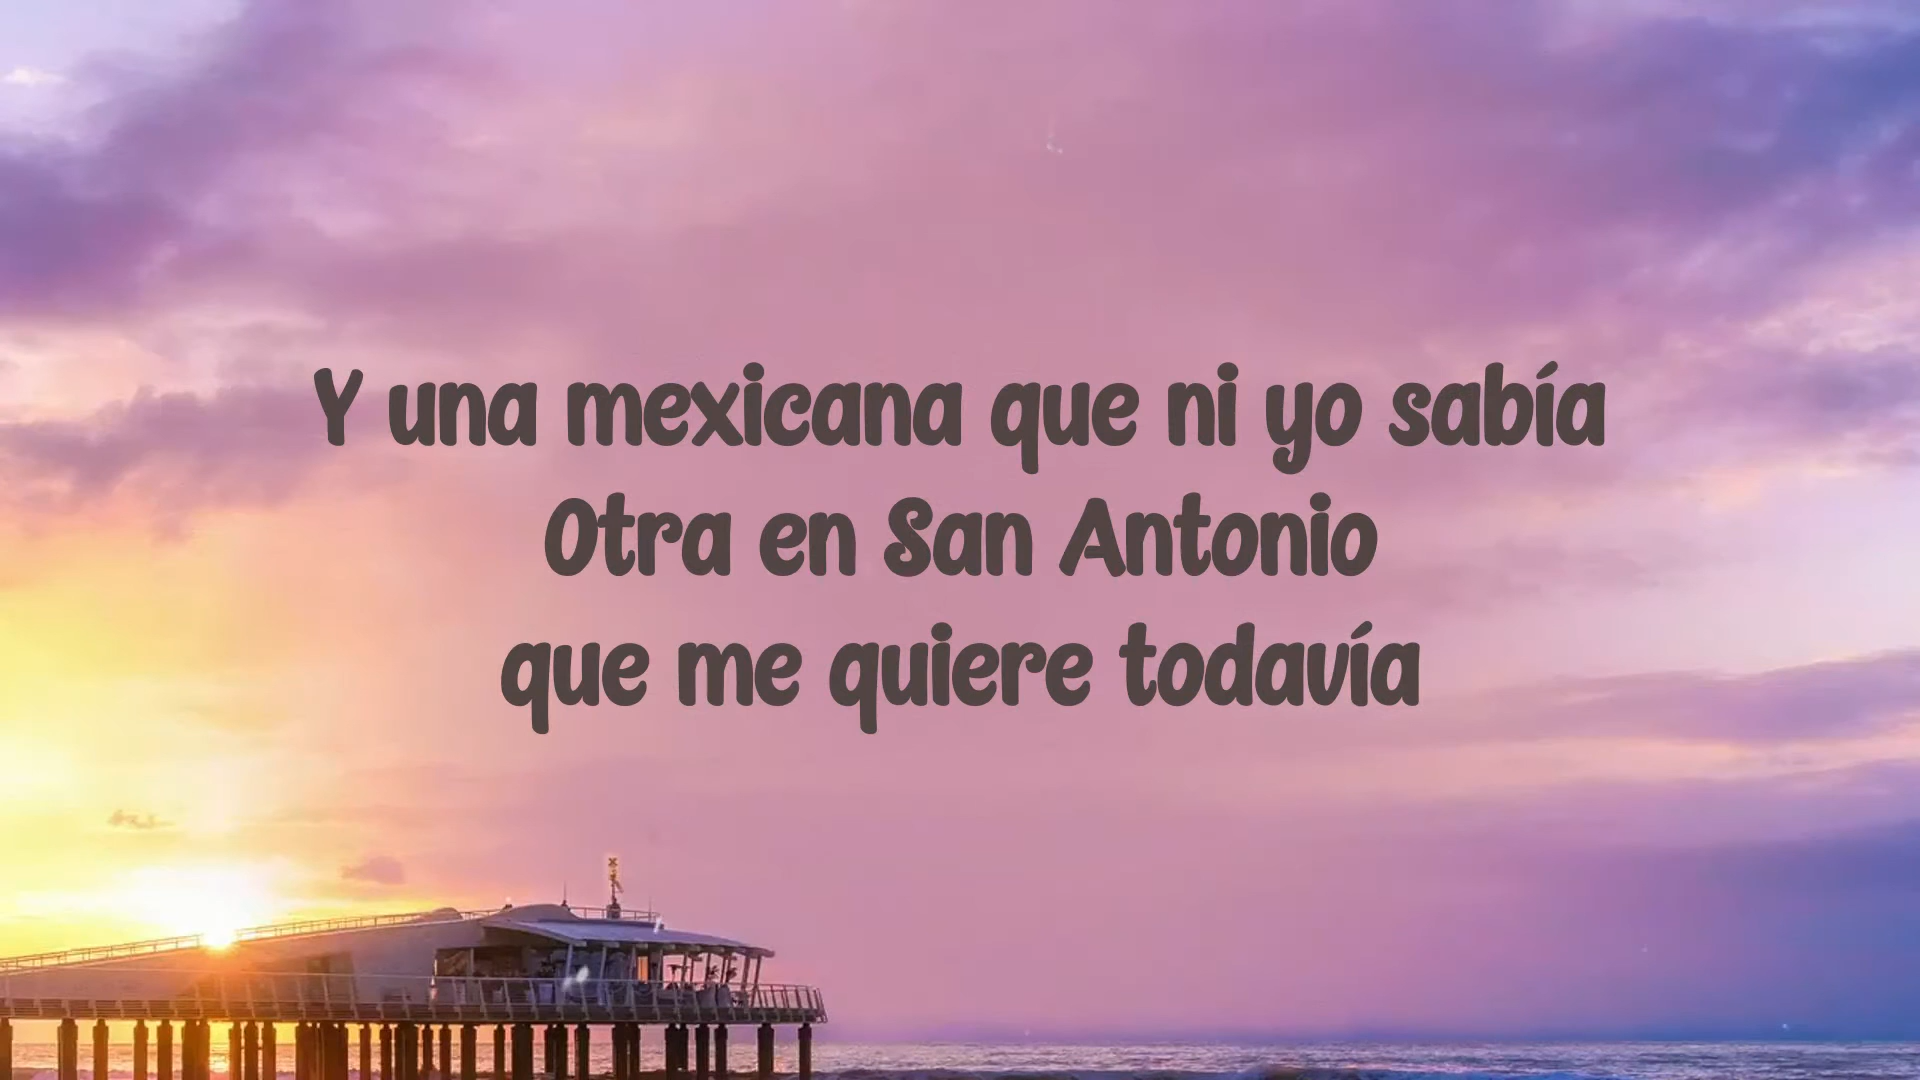 Y una mexicana que ni yo sabía
Otra en San Antonio
que me quiere todavía